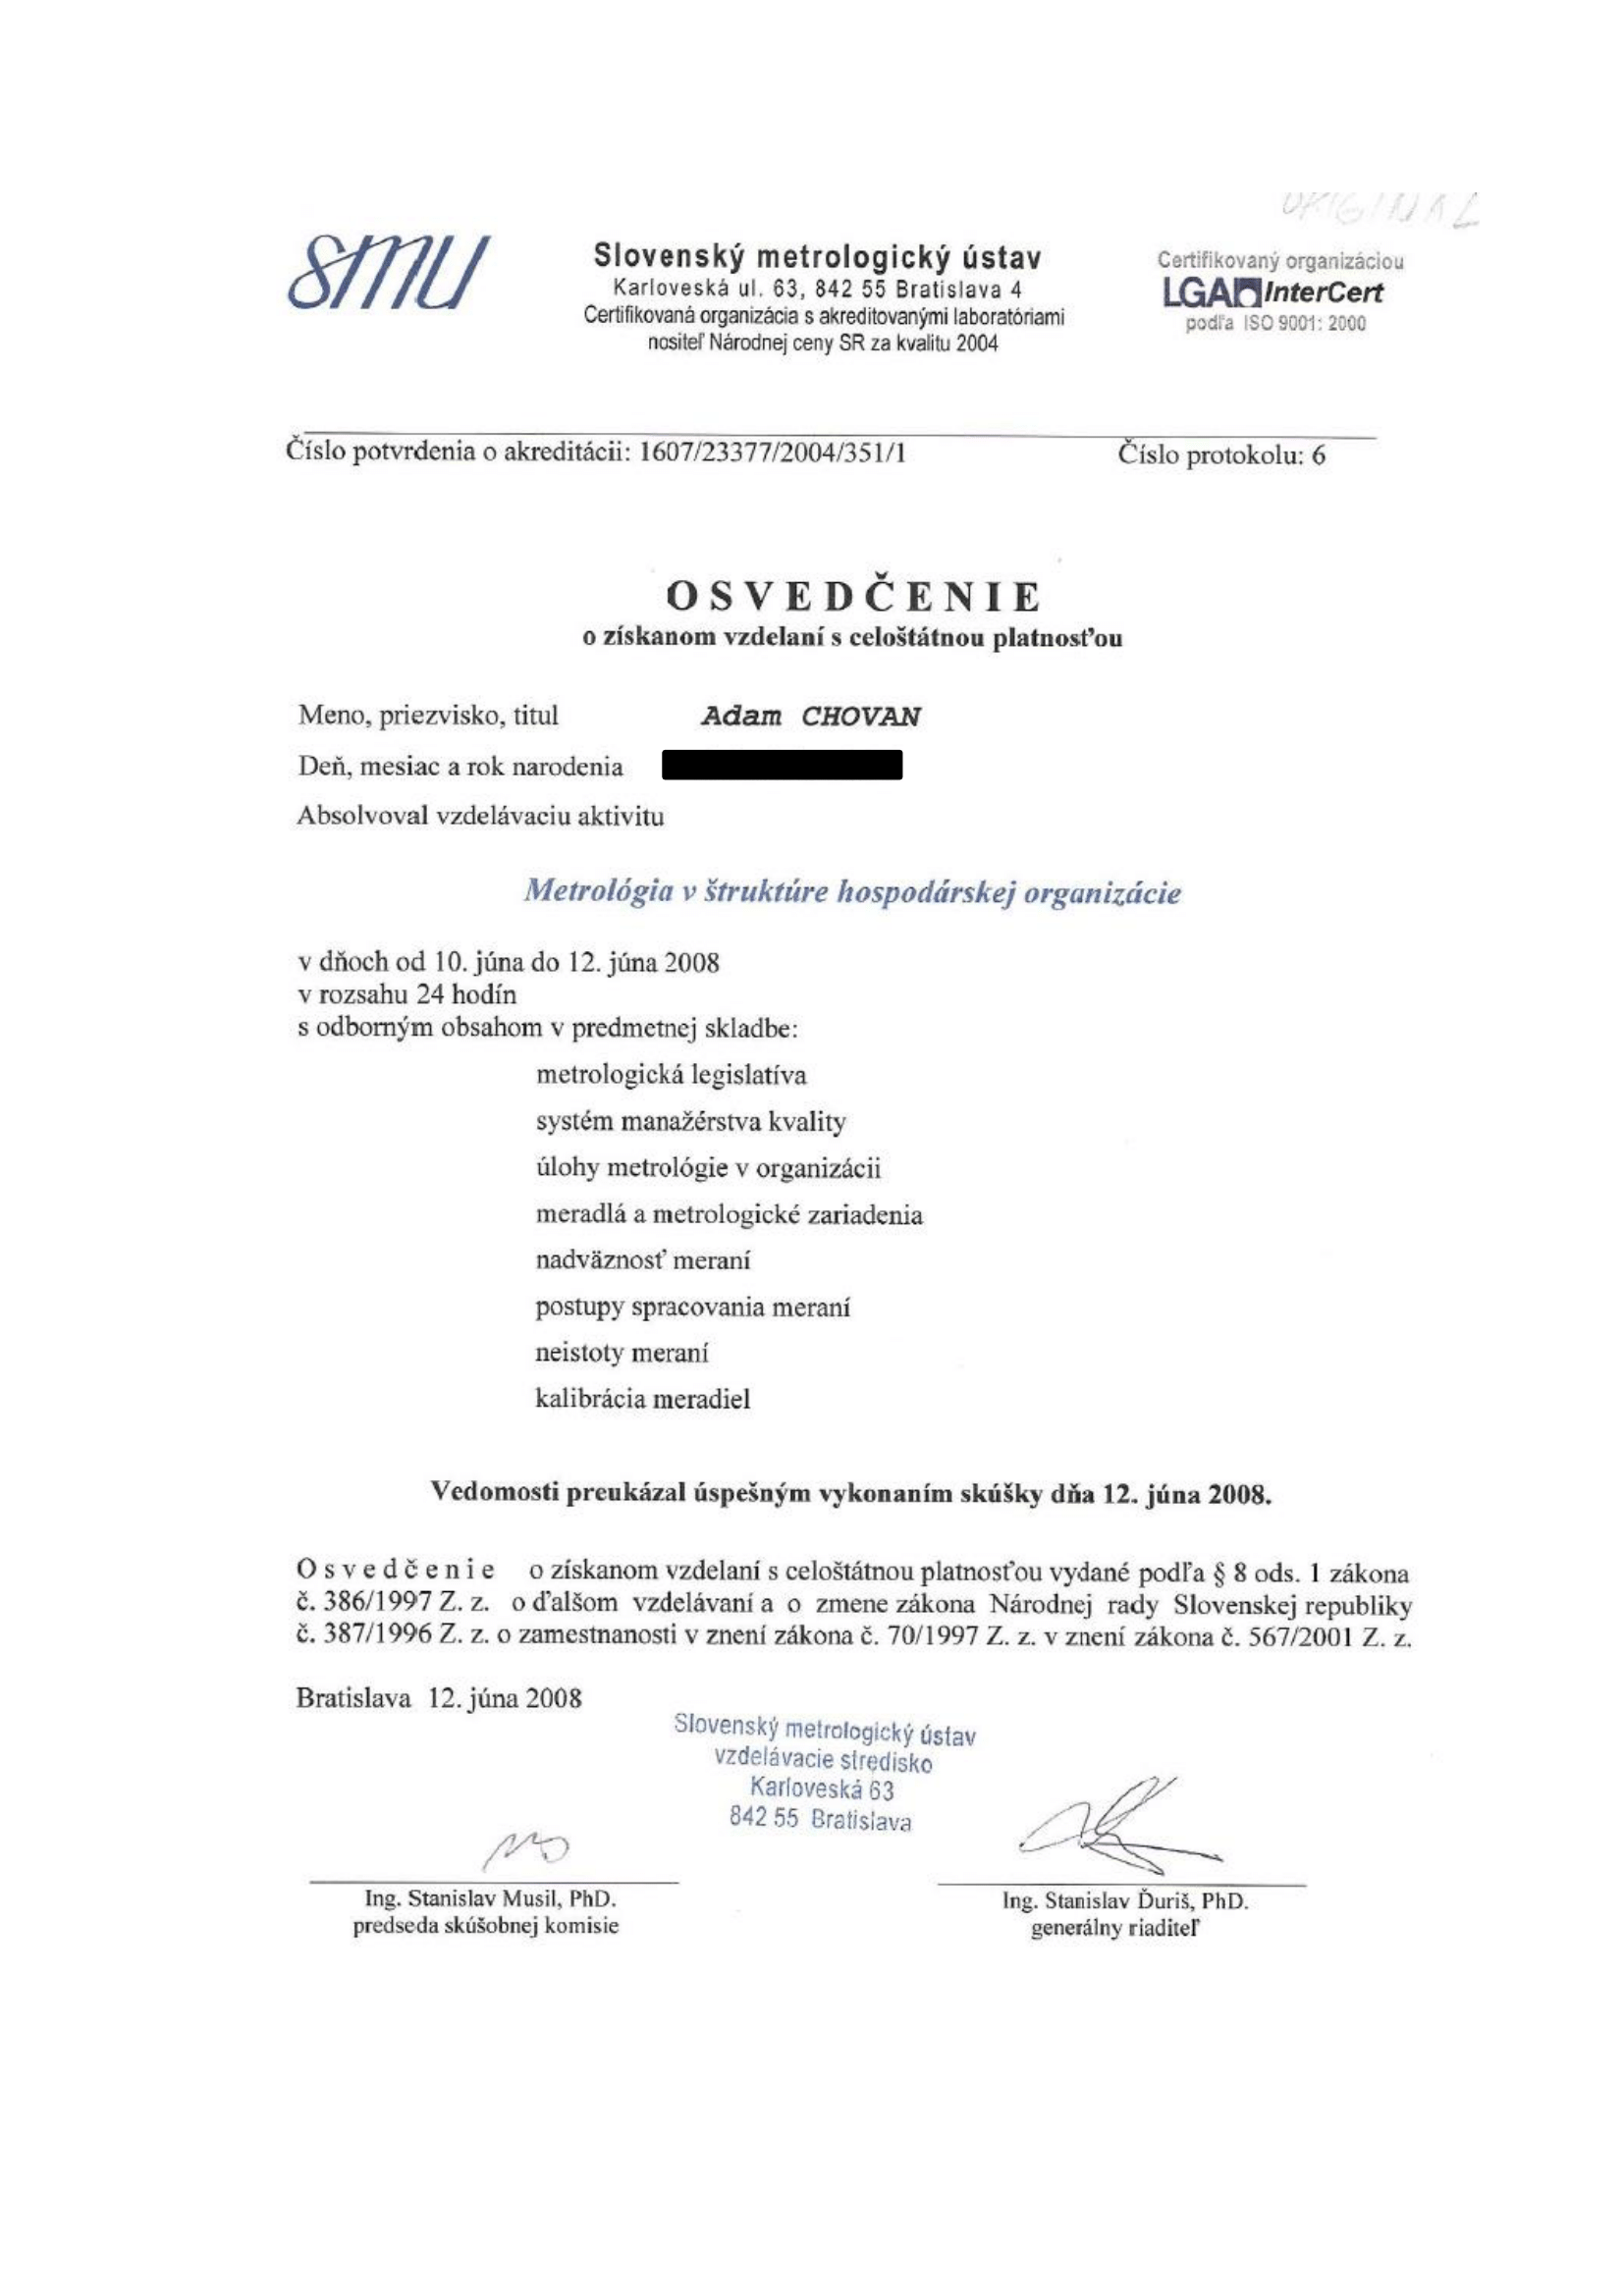 ORIGINAL
SMU
Slovenský metrologický ústav
Karloveská ul. 63, 842 55 Bratislava 4
Certifikovaná organizácia s akreditovanými laboratóriami
nositeľ Národnej ceny SR za kvalitu 2004
Certifikovaný organizáciou
LGA InterCert
podľa ISO 9001: 2000
Číslo potvrdenia o akreditácii: 1607/23377/2004/351/1 Číslo protokolu: 6
OSVEDČENIE
o získanom vzdelaní s celoštátnou platnosťou
Meno, priezvisko, titul Adam CHOVAN
Deň, mesiac a rok narodenia
Absolvoval vzdelávaciu aktivitu
Metrológia v štruktúre hospodárskej organizácie
v dňoch od 10. júna do 12. júna 2008
v rozsahu 24 hodín
s odborným obsahom v predmetnej skladbe:
metrologická legislatíva
systém manažérstva kvality
úlohy metrológie v organizácii
meradlá a metrologické zariadenia
nadväznosť meraní
postupy spracovania meraní
neistoty meraní
kalibrácia meradiel
Vedomosti preukázal úspešným vykonaním skúšky dňa 12. júna 2008.
Osvedčenie o získanom vzdelaní s celoštátnou platnosťou vydané podľa § 8 ods. 1 zákona
č. 386/1997 Z. z. o ďalšom vzdelávaní a o zmene zákona Národnej rady Slovenskej republiky
č. 387/1996 Z. z. o zamestnanosti v znení zákona č. 70/1997 Z. z. v znení zákona č. 567/2001 Z. z.
Bratislava 12. júna 2008
Slovenský metrologický ústav
vzdelávacie stredisko
Karloveská 63
842 55 Bratislava
Ing. Stanislav Musil, PhD.
predseda skúšobnej komisie
Ing. Stanislav Ďuriš, PhD.
generálny riaditeľ